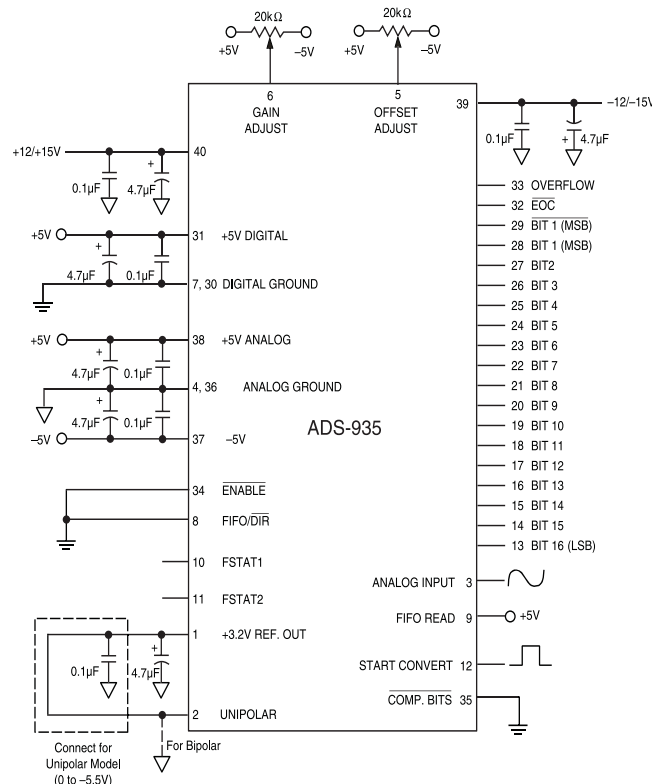 20kΩ
+5V
–5V
20kΩ
+5V
–5V
6
GAIN
ADJUST
5
OFFSET
ADJUST
39
–12/–15V
0.1µF
+
4.7µF
+12/+15V
40
0.1µF
+
4.7µF
+5V
31
+5V DIGITAL
+
4.7µF
0.1µF
7, 30 DIGITAL GROUND
+5V
38
+5V ANALOG
+
4.7µF
0.1µF
4, 36
ANALOG GROUND
+
4.7µF
0.1µF
–5V
37
–5V
34
ENABLE
8
FIFO/DIR
10
FSTAT1
11
FSTAT2
1
+3.2V REF. OUT
0.1µF
+
4.7µF
2
UNIPOLAR
For Bipolar
Connect for
Unipolar Model
(0 to –5.5V)
ADS-935
33 OVERFLOW
32 EOC
29 BIT 1 (MSB)
28 BIT 1 (MSB)
27 BIT2
26 BIT 3
25 BIT 4
24 BIT 5
23 BIT 6
22 BIT 7
21 BIT 8
20 BIT 9
19 BIT 10
18 BIT 11
17 BIT 12
16 BIT 13
15 BIT 14
14 BIT 15
13 BIT 16 (LSB)
ANALOG INPUT 3
FIFO READ 9
+5V
START CONVERT 12
COMP. BITS 35